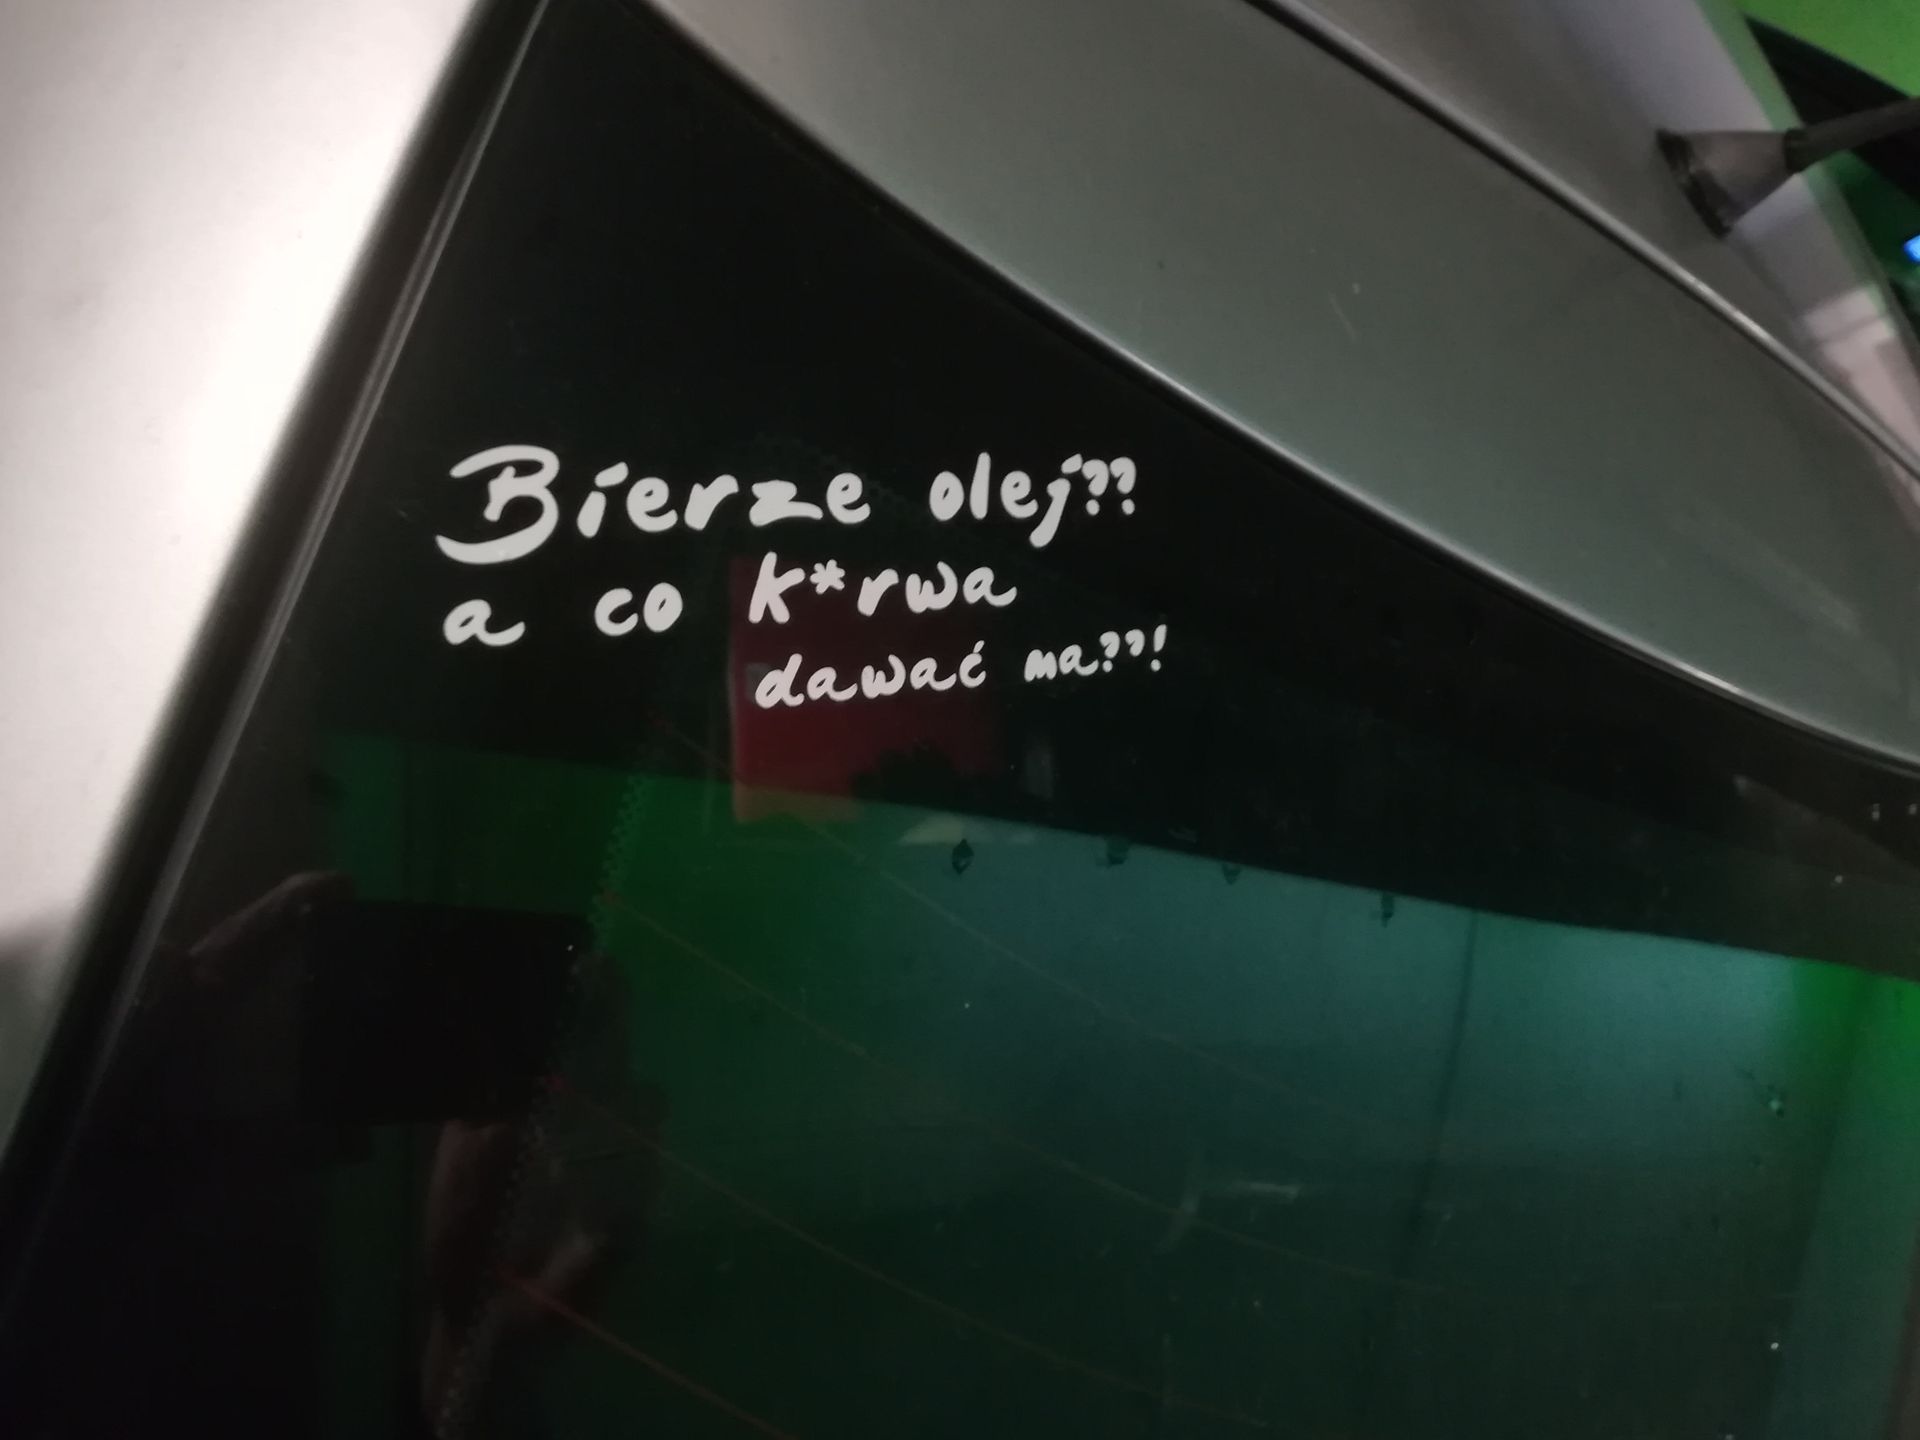 Bierze olej??
a co k*rwa
dawać ma??!